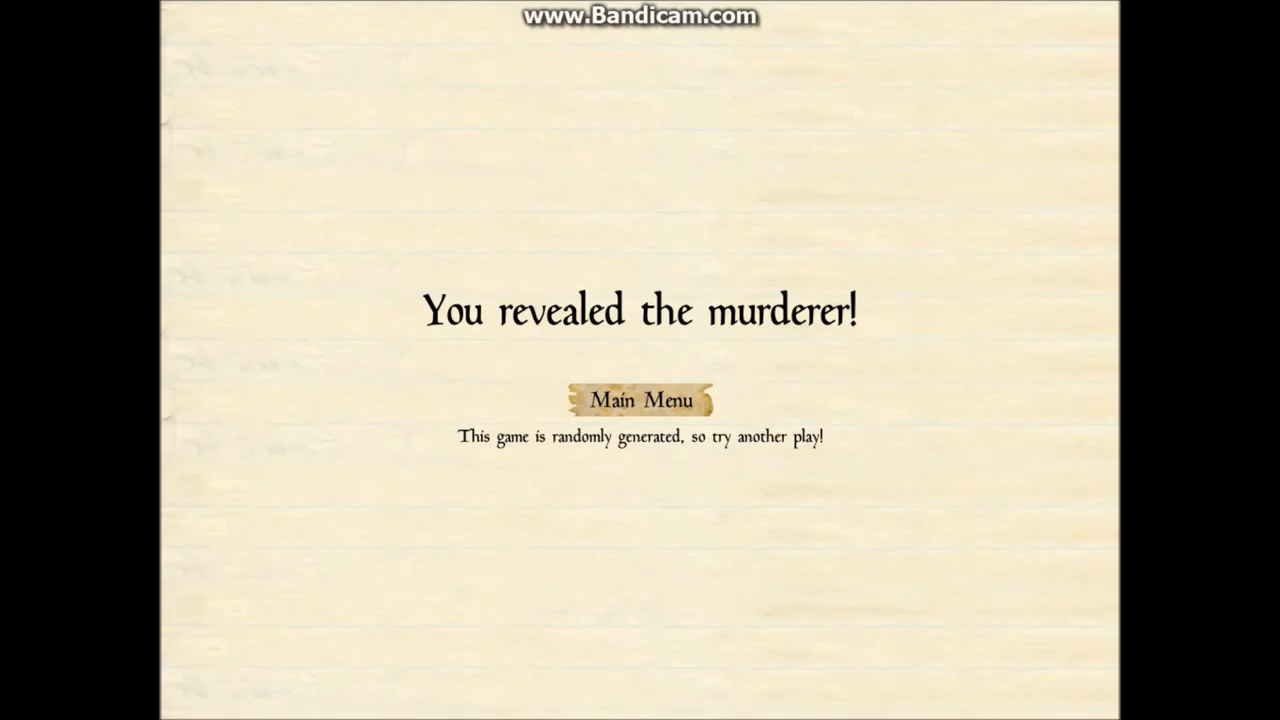 www.Bandicam.com
You revealed the murderer!
Main Menu
This game is randomly generated, so try another play!